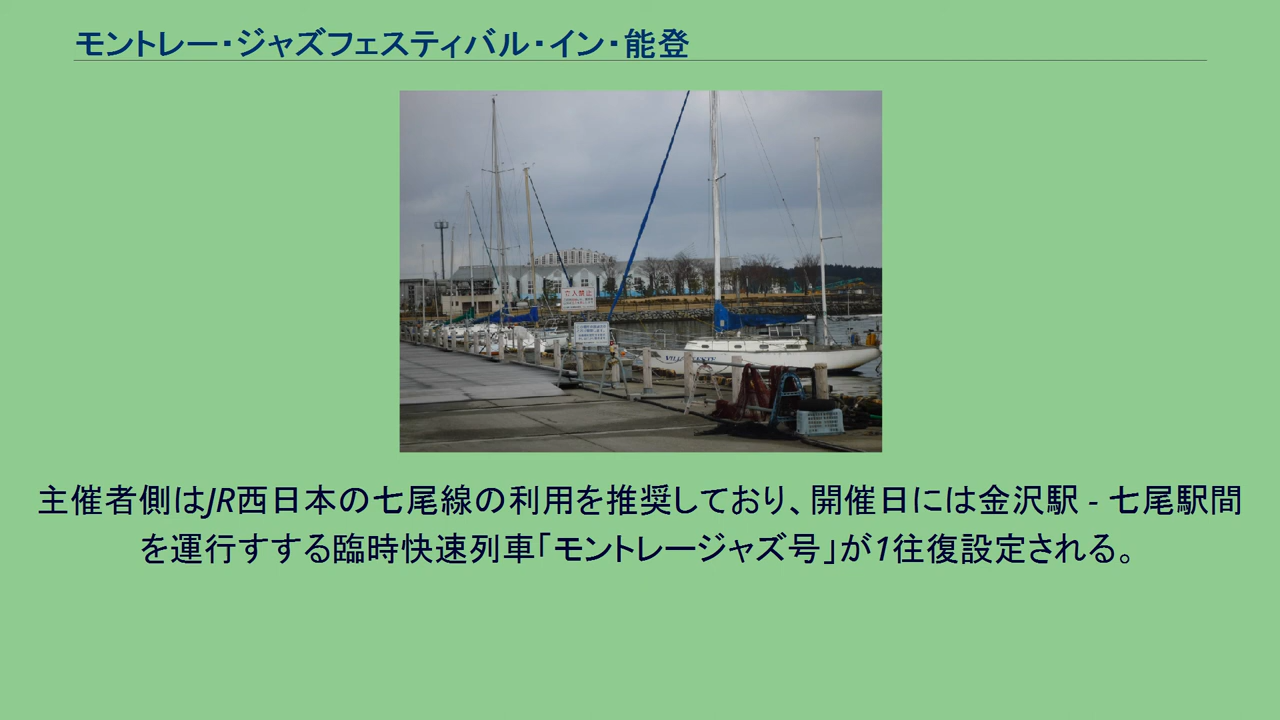 モントレー・ジャズフェスティバル・イン・能登
立入禁止
主催者側はJR西日本の七尾線の利用を推奨しており、開催日には金沢駅 - 七尾駅間
を運行すする臨時快速列車「モントレージャズ号」が1往復設定される。